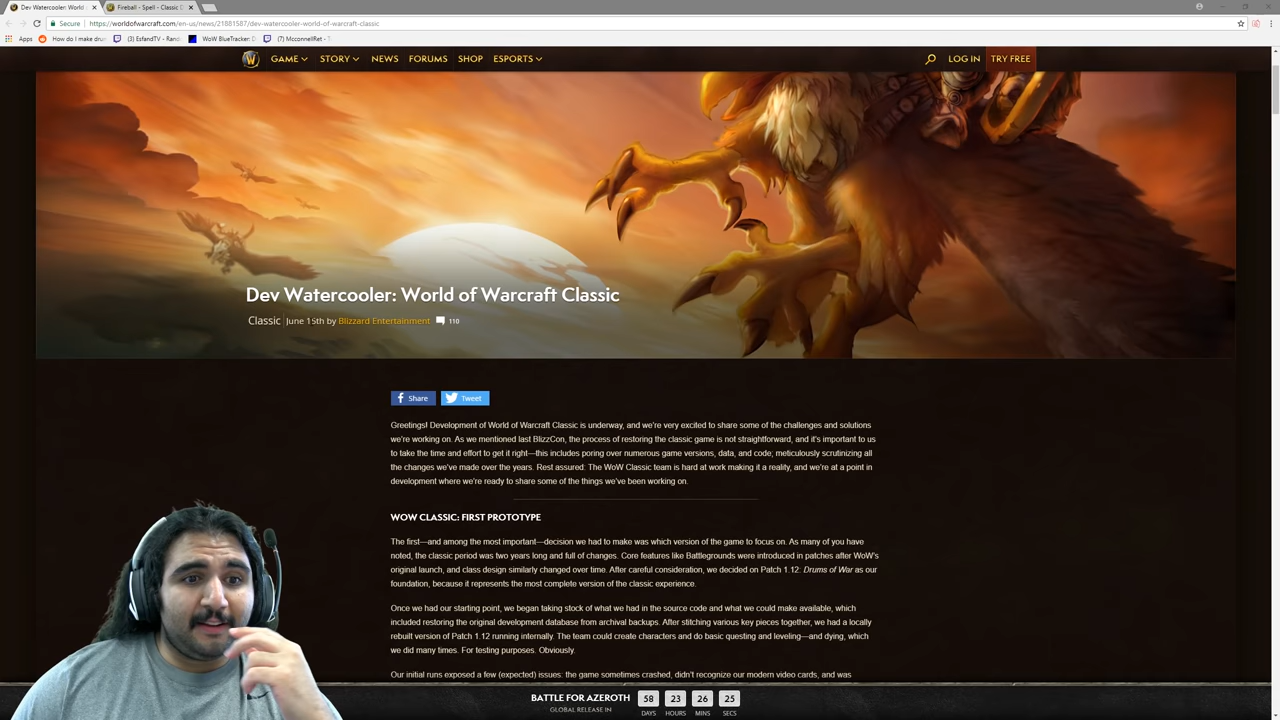 Dev Watercooler: World
Fireball - Spell - Classic D
Secure
https://worldofwarcraft.com/en-us/news/21881587/dev-watercooler-world-of-warcraft-classic
Apps
How do I make drun
(3) EsfandTV - Rand
WoW BlueTracker: D
(7) McconnellRet - T
GAME
STORY
NEWS
FORUMS
SHOP
ESPORTS
LOG IN
TRY FREE
Dev Watercooler: World of Warcraft Classic
Classic June 15th by Blizzard Entertainment 110
Share
Tweet
Greetings! Development of World of Warcraft Classic is underway, and we're very excited to share some of the challenges and solutions
we're working on. As we mentioned last BlizzCon, the process of restoring the classic game is not straightforward, and it's important to us
to take the time and effort to get it right—this includes poring over numerous game versions, data, and code; meticulously scrutinizing all
the changes we've made over the years. Rest assured: The WoW Classic team is hard at work making it a reality, and we're at a point in
development where we're ready to share some of the things we've been working on.
WOW CLASSIC: FIRST PROTOTYPE
The first—and among the most important—decision we had to make was which version of the game to focus on. As many of you have
noted, the classic period was two years long and full of changes. Core features like Battlegrounds were introduced in patches after WoW's
original launch, and class design similarly changed over time. After careful consideration, we decided on Patch 1.12: Drums of War as our
foundation, because it represents the most complete version of the classic experience.
Once we had our starting point, we began taking stock of what we had in the source code and what we could make available, which
included restoring the original development database from archival backups. After stitching various key pieces together, we had a locally
rebuilt version of Patch 1.12 running internally. The team could create characters and do basic questing and leveling—and dying, which
we did many times. For testing purposes. Obviously.
Our initial runs exposed a few (expected) issues: the game sometimes crashed, didn't recognize our modern video cards, and was
BATTLE FOR AZEROTH
GLOBAL RELEASE IN
58 23 26 25
DAYS HOURS MINS SECS